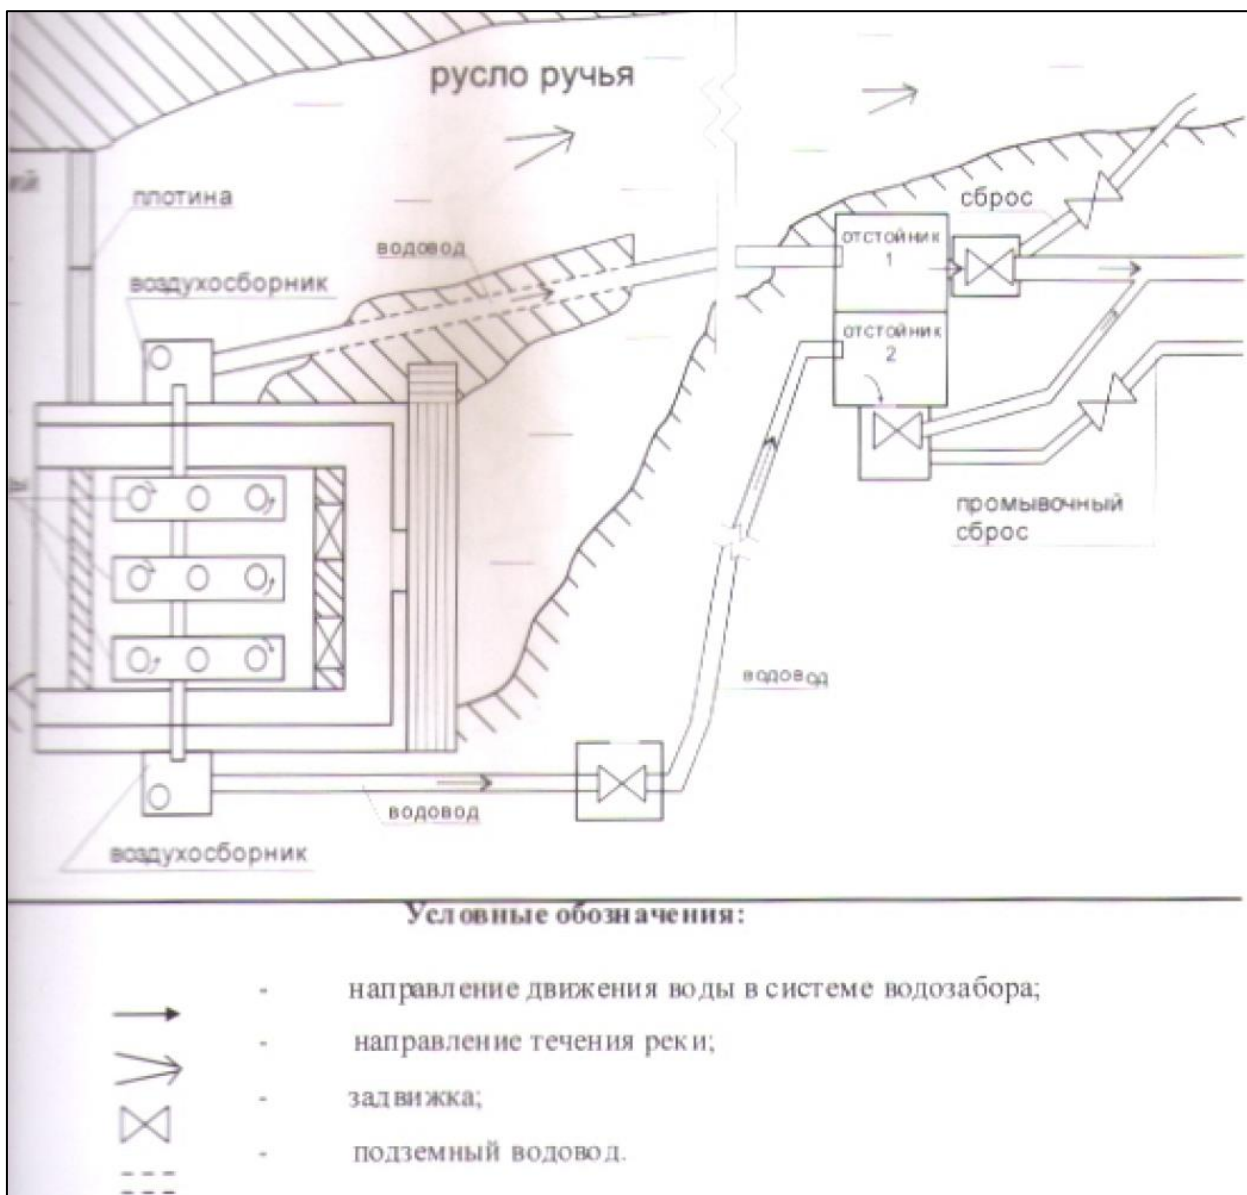 русло ручья
плотина
водовод
воздухосборник
сброс
отстойник
1
отстойник
2
промывочный
сброс
водовод
водовод
воздухосборник
Условные обозначения:
- направление движения воды в системе водозабора;
- направление течения реки;
- задвижка;
- подземный водовод.